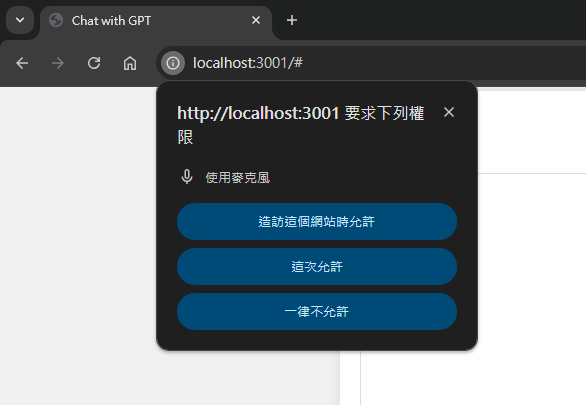 Chat with GPT
localhost:3001/#
http://localhost:3001 要求下列權
限
使用麥克風
造訪這個網站時允許
這次允許
一律不允許